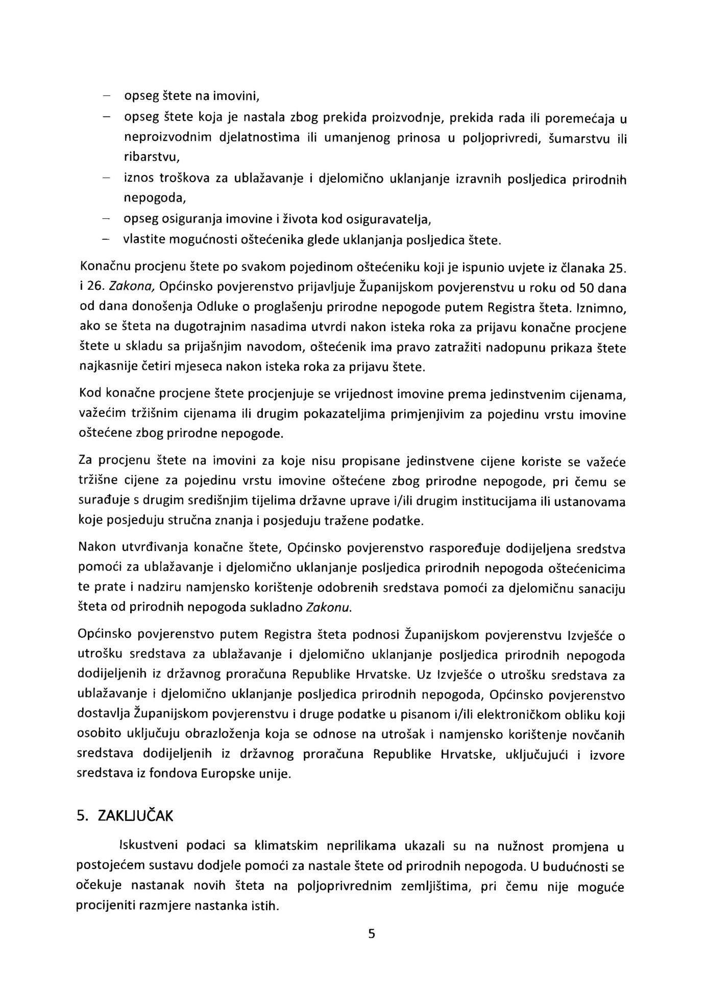 – opseg štete na imovini,
– opseg štete koja je nastala zbog prekida proizvodnje, prekida rada ili poremećaja u
neproizvodnim djelatnostima ili umanjenog prinosa u poljoprivredi, šumarstvu ili
ribarstvu,
– iznos troškova za ublažavanje i djelomično uklanjanje izravnih posljedica prirodnih
nepogoda,
– opseg osiguranja imovine i života kod osiguravatelja,
– vlastite mogućnosti oštećenika glede uklanjanja posljedica štete.
Konačnu procjenu štete po svakom pojedinom oštećeniku koji je ispunio uvjete iz članaka 25.
i 26. Zakona, Općinsko povjerenstvo prijavljuje Županijskom povjerenstvu u roku od 50 dana
od dana donošenja Odluke o proglašenju prirodne nepogode putem Registra šteta. Iznimno,
ako se šteta na dugotrajnim nasadima utvrdi nakon isteka roka za prijavu konačne procjene
štete u skladu sa prijašnjim navodom, oštećenik ima pravo zatražiti nadopunu prikaza štete
najkasnije četiri mjeseca nakon isteka roka za prijavu štete.
Kod konačne procjene štete procjenjuje se vrijednost imovine prema jedinstvenim cijenama,
važećim tržišnim cijenama ili drugim pokazateljima primjenjivim za pojedinu vrstu imovine
oštećene zbog prirodne nepogode.
Za procjenu štete na imovini za koje nisu propisane jedinstvene cijene koriste se važeće
tržišne cijene za pojedinu vrstu imovine oštećene zbog prirodne nepogode, pri čemu se
surađuje s drugim središnjim tijelima državne uprave i/ili drugim institucijama ili ustanovama
koje posjeduju stručna znanja i posjeduju tražene podatke.
Nakon utvrđivanja konačne štete, Općinsko povjerenstvo raspoređuje dodijeljena sredstva
pomoći za ublažavanje i djelomično uklanjanje posljedica prirodnih nepogoda oštećenicima
te prate i nadziru namjensko korištenje odobrenih sredstava pomoći za djelomičnu sanaciju
šteta od prirodnih nepogoda sukladno Zakonu.
Općinsko povjerenstvo putem Registra šteta podnosi Županijskom povjerenstvu Izvješće o
utrošku sredstava za ublažavanje i djelomično uklanjanje posljedica prirodnih nepogoda
dodijeljenih iz državnog proračuna Republike Hrvatske. Uz Izvješće o utrošku sredstava za
ublažavanje i djelomično uklanjanje posljedica prirodnih nepogoda, Općinsko povjerenstvo
dostavlja Županijskom povjerenstvu i druge podatke u pisanom i/ili elektroničkom obliku koji
osobito uključuju obrazloženja koja se odnose na utrošak i namjensko korištenje novčanih
sredstava dodijeljenih iz državnog proračuna Republike Hrvatske, uključujući i izvore
sredstava iz fondova Europske unije.
5. ZAKLJUČAK
Iskustveni podaci sa klimatskim neprilikama ukazali su na nužnost promjena u
postojećem sustavu dodjele pomoći za nastale štete od prirodnih nepogoda. U budućnosti se
očekuje nastanak novih šteta na poljoprivrednim zemljištima, pri čemu nije moguće
procijeniti razmjere nastanka istih.
5